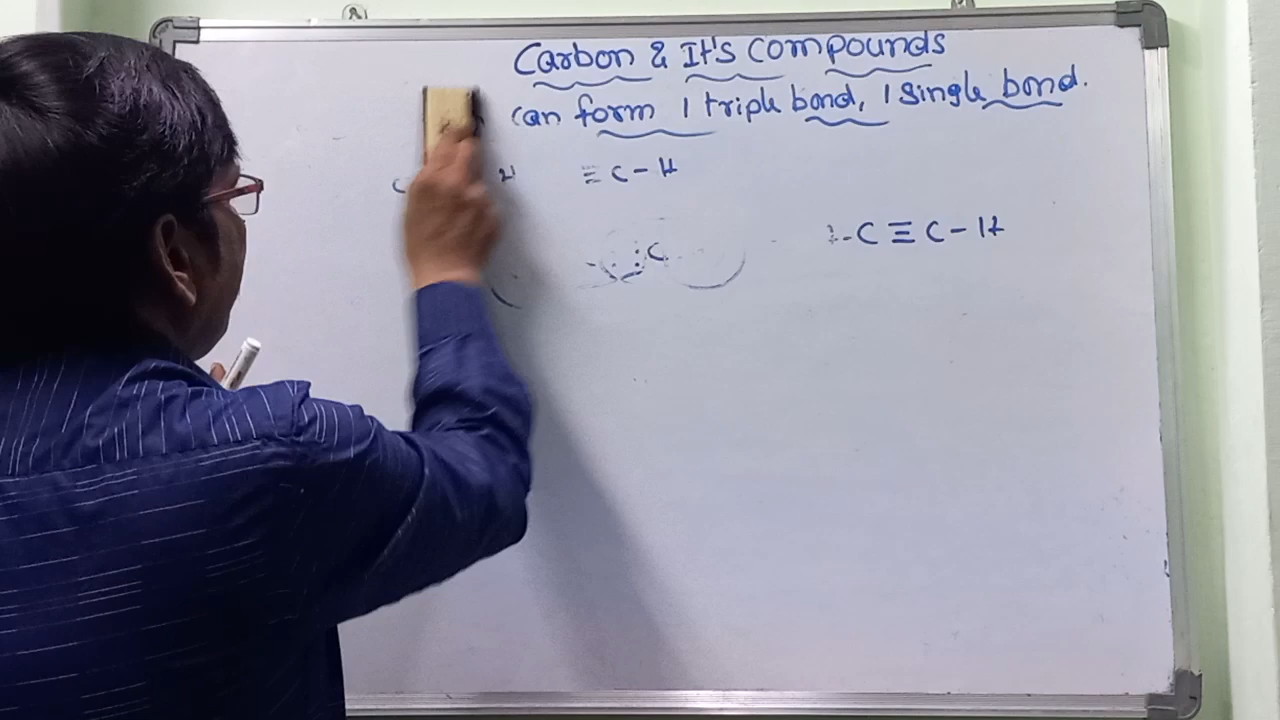 Carbon & It's compounds
can form 1 triple bond, 1 single bond.
≡ C - H
- C ≡ C - H
C